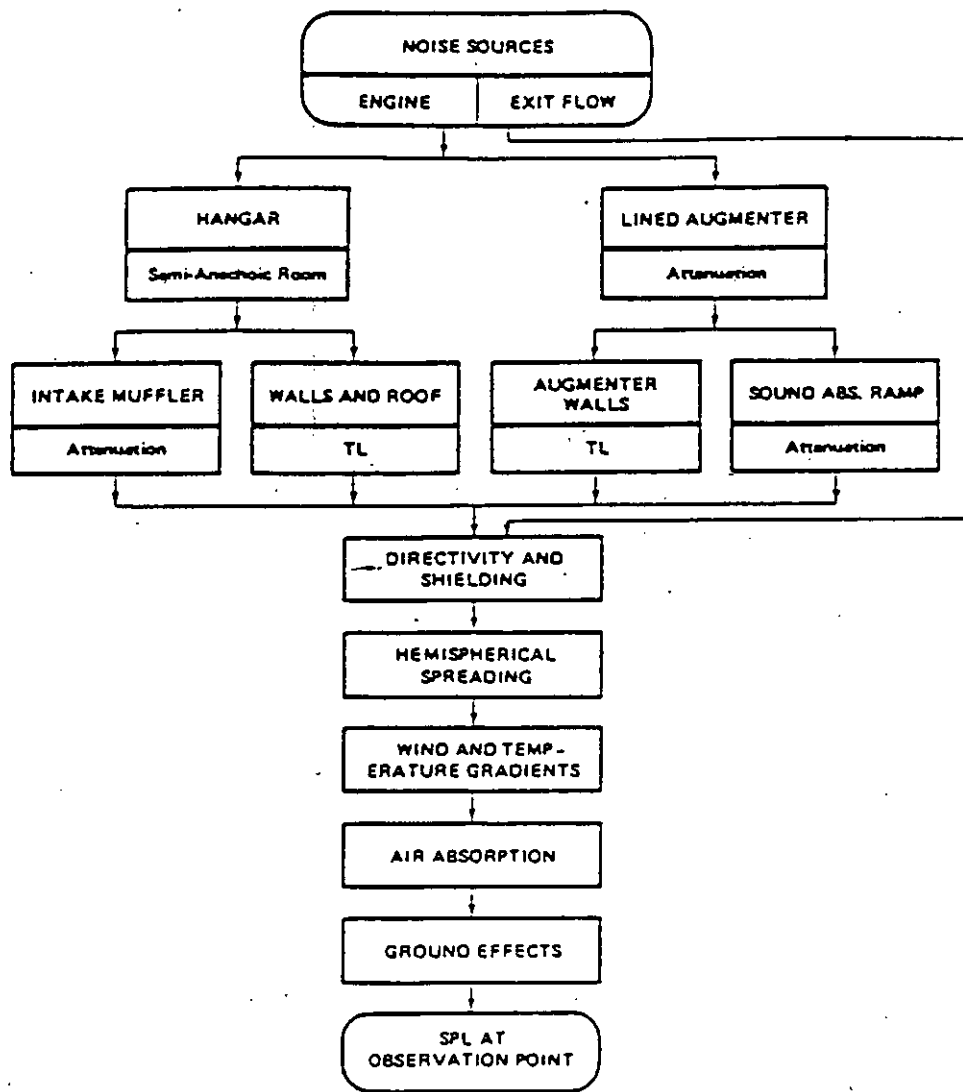 NOISE SOURCES
ENGINE EXIT FLOW
HANGAR
Semi-Anechoic Room
LINED AUGMENTER
Attenuation
INTAKE MUFFLER
Attenuation
WALLS AND ROOF
TL
AUGMENTER
WALLS
TL
SOUND ABS. RAMP
Attenuation
DIRECTIVITY AND
SHIELDING
HEMISPHERICAL
SPREADING
WIND AND TEMP-
ERATURE GRADIENTS
AIR ABSORPTION
GROUND EFFECTS
SPL AT
OBSERVATION POINT